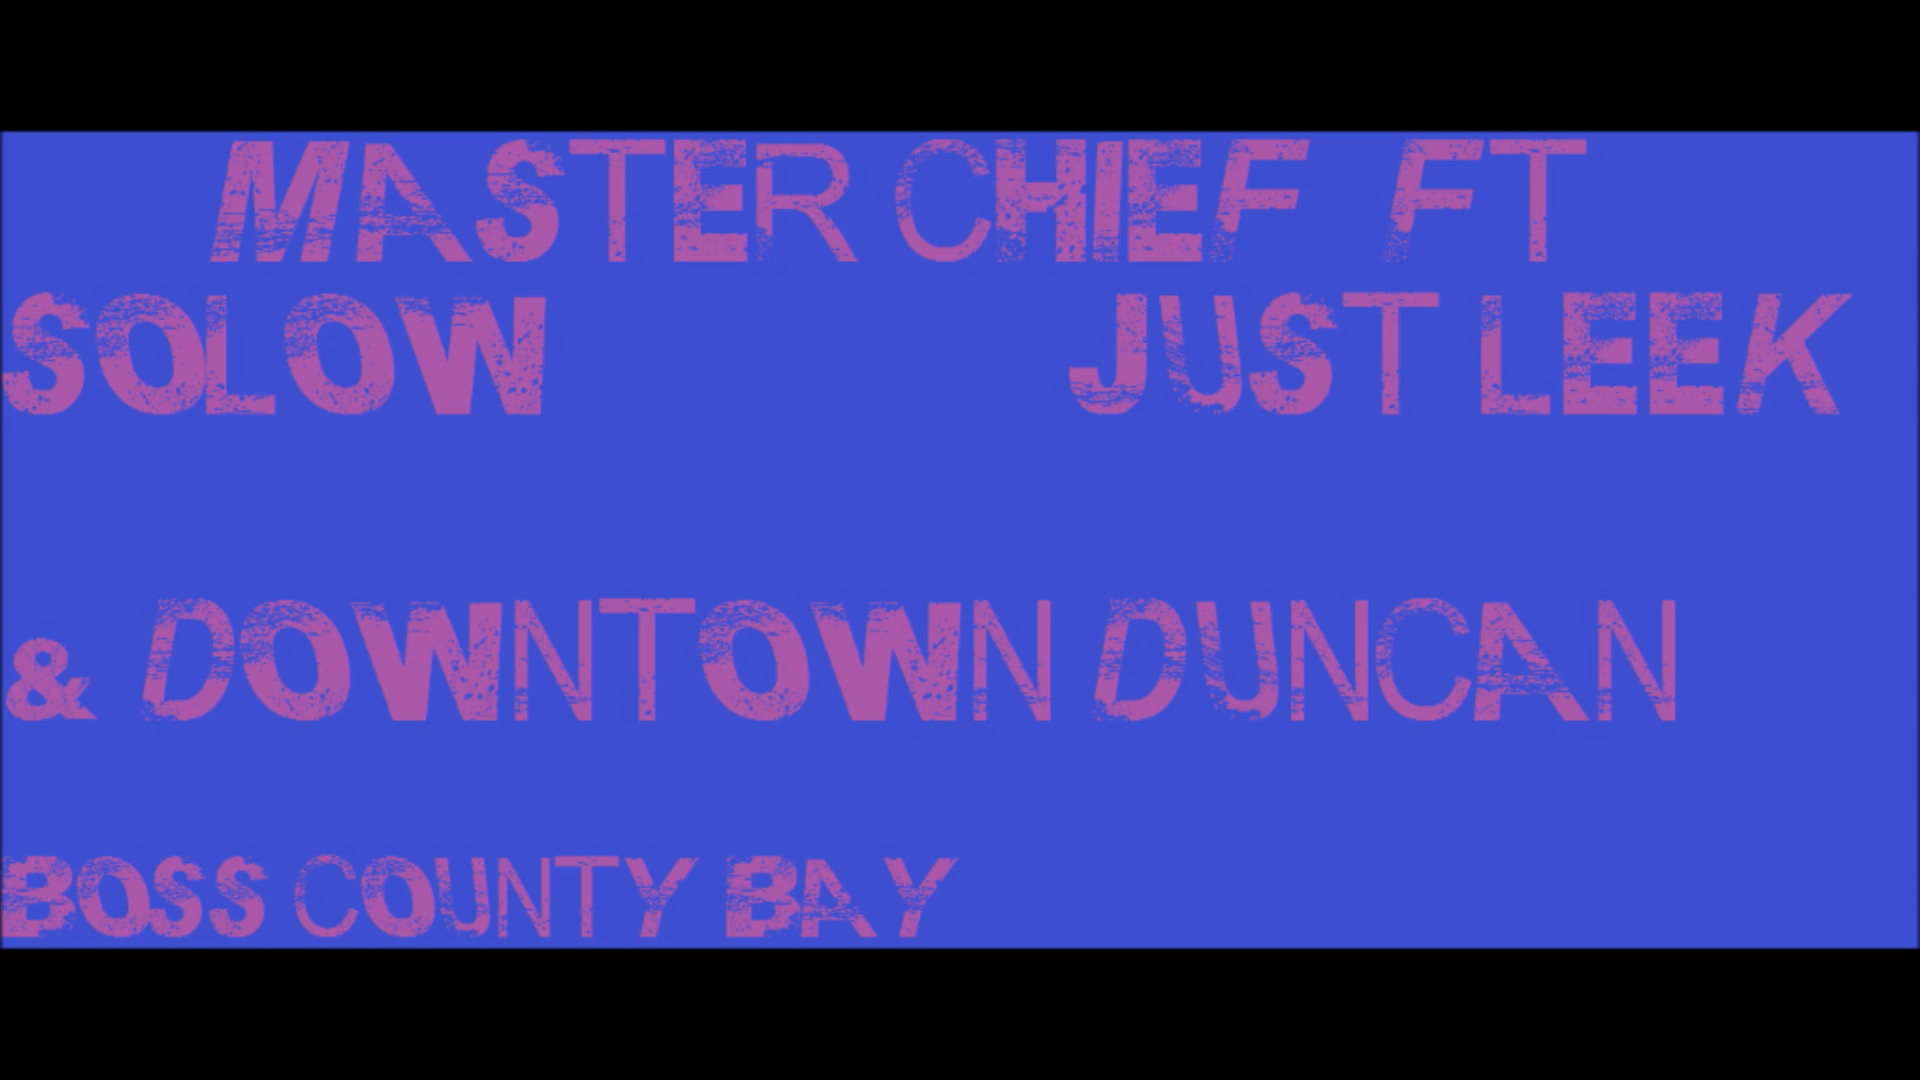 MASTER CHIEF FT
SOLOW JUST LEEK
& DOWNTOWN DUNCAN
BOSS COUNTY BAY